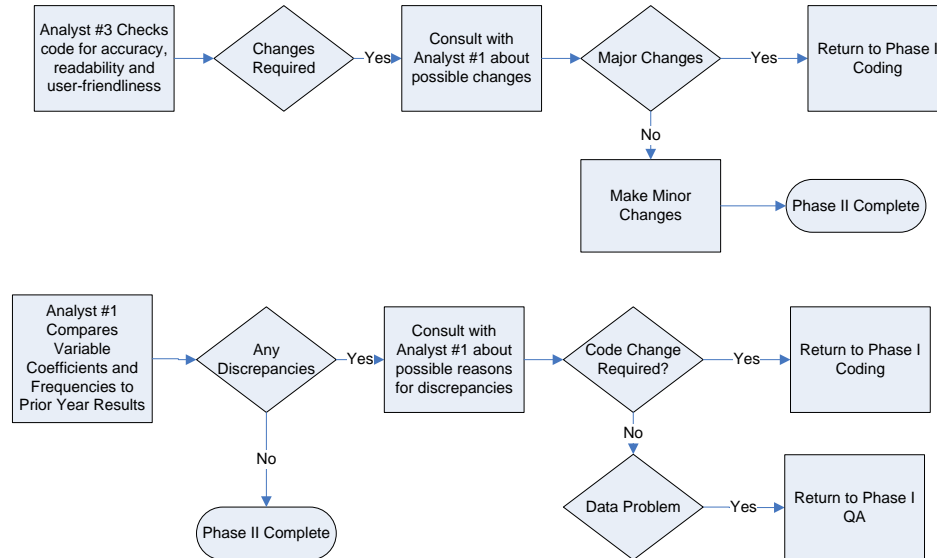 Analyst #3 Checks
code for accuracy,
readability and
user-friendliness
Changes
Required
Yes
Consult with
Analyst #1 about
possible changes
Major Changes
Yes
Return to Phase I
Coding
No
Make Minor
Changes
Phase II Complete
Analyst #1
Compares
Variable
Coefficients and
Frequencies to
Prior Year Results
Any
Discrepancies
Yes
Consult with
Analyst #1 about
possible reasons
for discrepancies
Code Change
Required?
Yes
Return to Phase I
Coding
No
No
Data Problem
Yes
Return to Phase I
QA
Phase II Complete